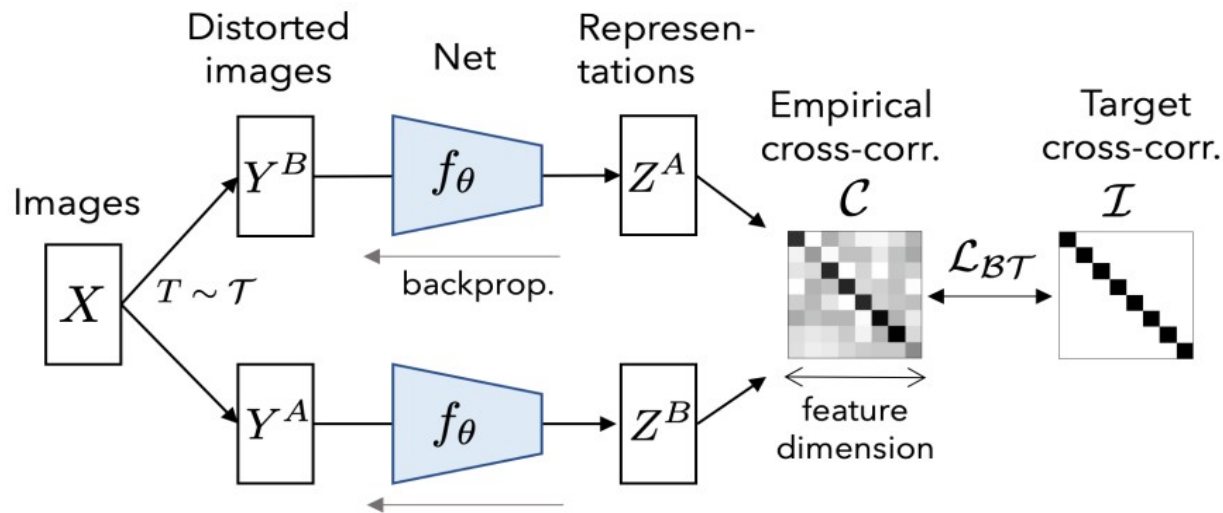 Distorted
images
Net
Represen-
tations
Empirical
cross-corr.
C
Target
cross-corr.
I
Images
X
T ∼ 𝒯
Y^B
f_θ
Z^A
backprop.
ℒ_ℬ𝒯
Y^A
f_θ
Z^B
feature
dimension